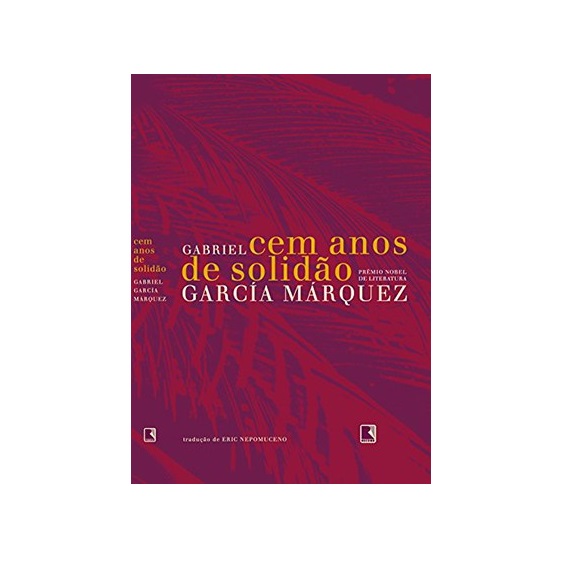 cem
anos
de
solidão
GABRIEL
GARCÍA
MÁRQUEZ
GABRIEL cem anos
de solidão PRÊMIO NOBEL
DE LITERATURA
GARCÍA MÁRQUEZ
tradução de ERIC NEPOMUCENO